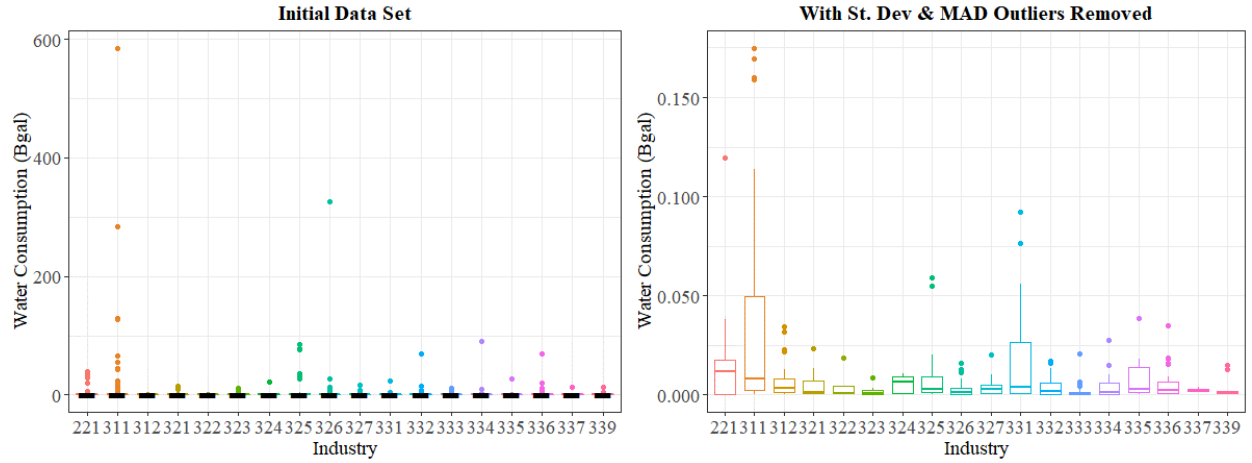 Initial Data Set
Water Consumption (Bgal)
600
400
200
0
221 311 312 321 322 323 324 325 326 327 331 332 333 334 335 336 337 339
Industry
With St. Dev & MAD Outliers Removed
Water Consumption (Bgal)
0.150
0.100
0.050
0.000
221 311 312 321 322 323 324 325 326 327 331 332 333 334 335 336 337 339
Industry